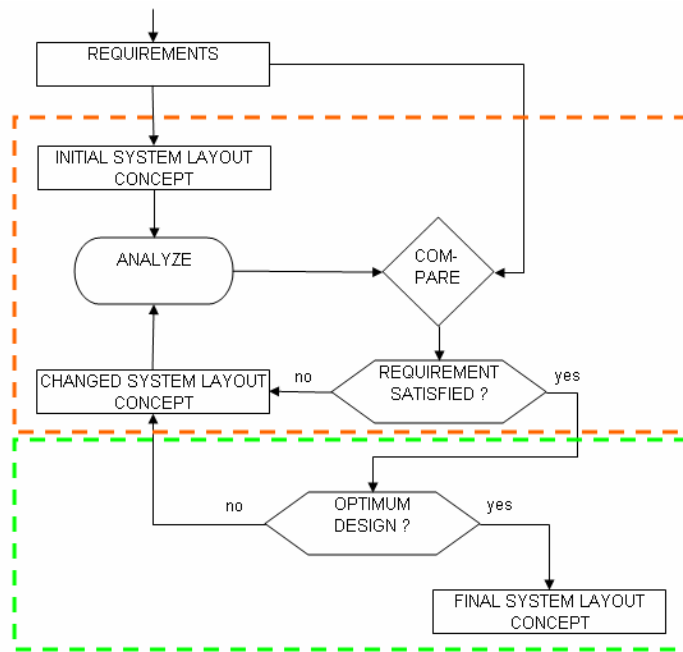 REQUIREMENTS
INITIAL SYSTEM LAYOUT
CONCEPT
ANALYZE
COM-
PARE
CHANGED SYSTEM LAYOUT
CONCEPT
no
REQUIREMENT
SATISFIED ?
yes
no
OPTIMUM
DESIGN ?
yes
FINAL SYSTEM LAYOUT
CONCEPT